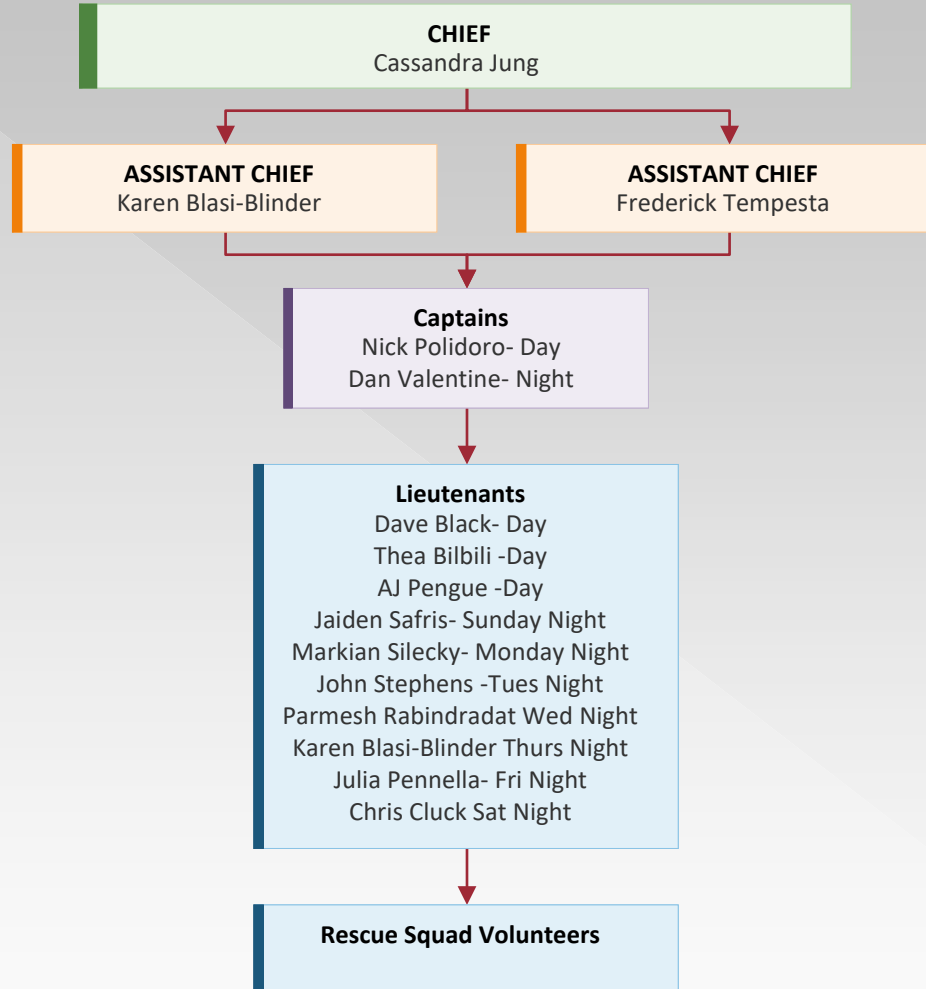 CHIEF
Cassandra Jung
ASSISTANT CHIEF
Karen Blasi-Blinder
ASSISTANT CHIEF
Frederick Tempesta
Captains
Nick Polidoro- Day
Dan Valentine- Night
Lieutenants
Dave Black- Day
Thea Bilbili -Day
AJ Pengue -Day
Jaiden Safris- Sunday Night
Markian Silecky- Monday Night
John Stephens -Tues Night
Parmesh Rabindradat Wed Night
Karen Blasi-Blinder Thurs Night
Julia Pennella- Fri Night
Chris Cluck Sat Night
Rescue Squad Volunteers